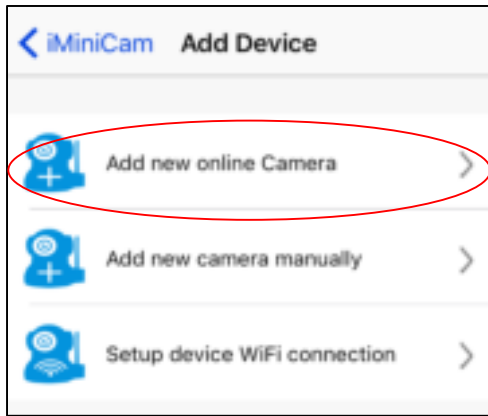 iMiniCam Add Device
Add new online Camera
Add new camera manually
Setup device WiFi connection